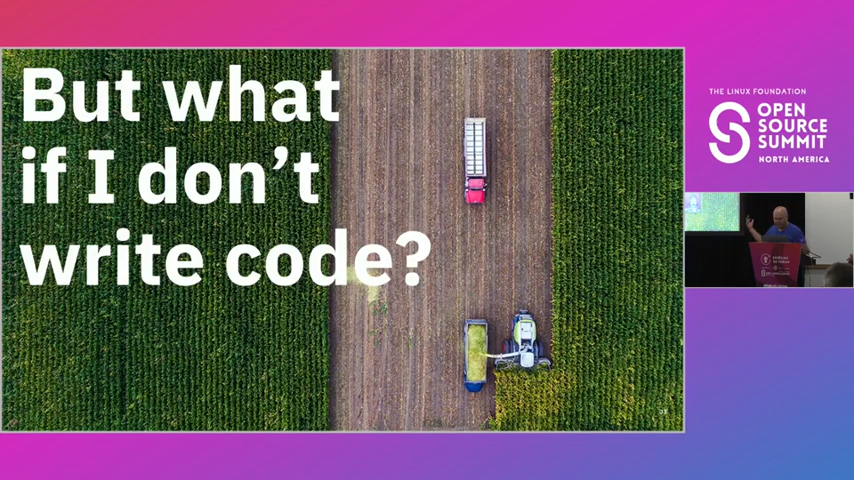 But what
if I don’t
write code?
THE LINUX FOUNDATION
OPEN
SOURCE
SUMMIT
NORTH AMERICA